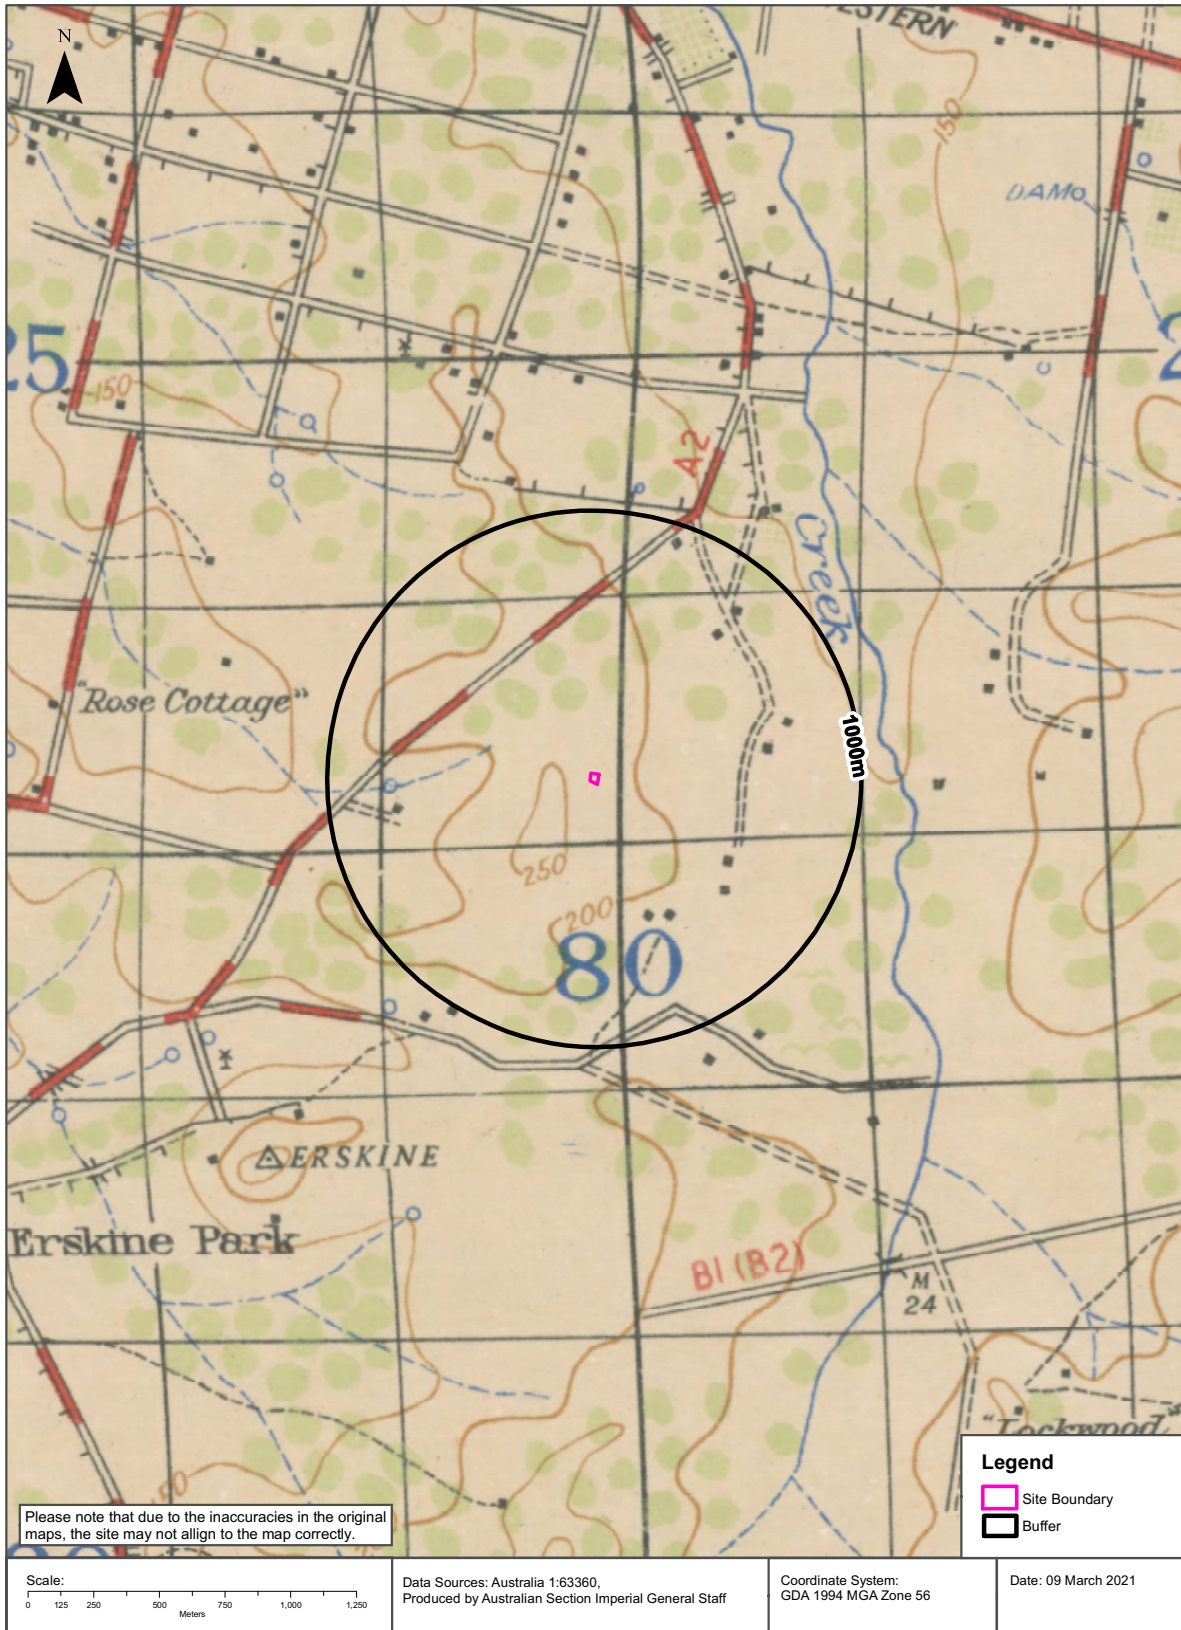 N
WESTERN
150
DAM
25
2
150
A2
Creek
"Rose Cottage"
1000m
250
200
80
ERSKINE
Erskine Park
B1 (B2)
M
24
"Lockwood"
Legend
Site Boundary
Buffer
Please note that due to the inaccuracies in the original
maps, the site may not allign to the map correctly.
Scale:
0 125 250 500 750 1,000 1,250
Meters
Data Sources: Australia 1:63360,
Produced by Australian Section Imperial General Staff
Coordinate System:
GDA 1994 MGA Zone 56
Date: 09 March 2021